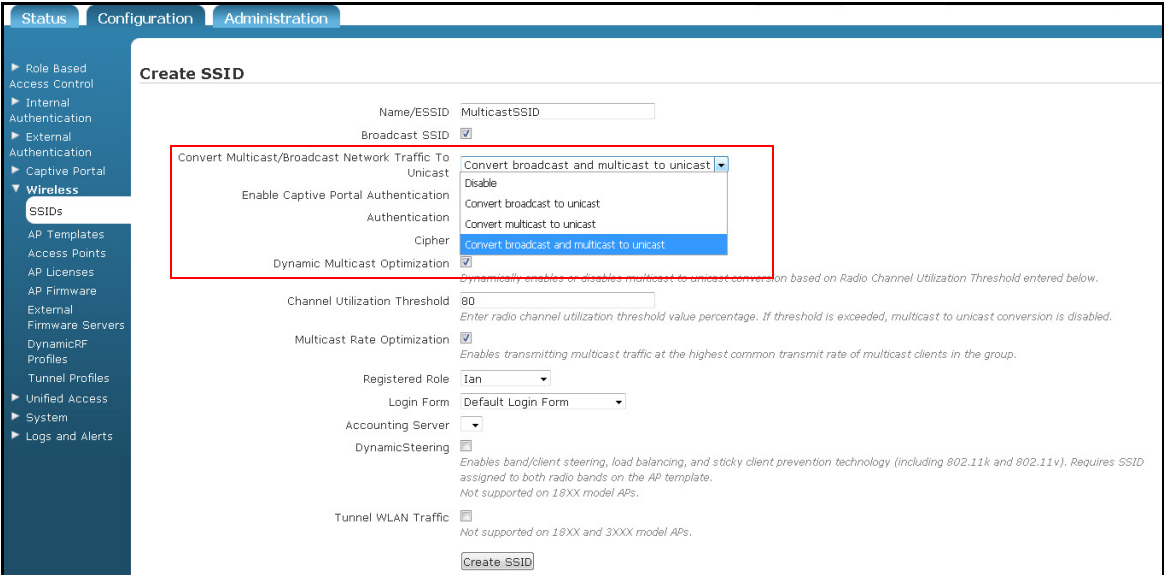 Status Configuration Administration
Role Based
Access Control
Internal
Authentication
External
Authentication
Captive Portal
Wireless
SSIDs
AP Templates
Access Points
AP Licenses
AP Firmware
External
Firmware Servers
DynamicRF
Profiles
Tunnel Profiles
Unified Access
System
Logs and Alerts
Create SSID
Name/ESSID MulticastSSID
Broadcast SSID
Convert Multicast/Broadcast Network Traffic To
Unicast
Convert broadcast and multicast to unicast
Disable
Convert broadcast to unicast
Convert multicast to unicast
Convert broadcast and multicast to unicast
Enable Captive Portal Authentication
Authentication
Cipher
Dynamic Multicast Optimization
Dynamically enables or disables multicast to unicast conversion based on Radio Channel Utilization Threshold entered below.
Channel Utilization Threshold 80
Enter radio channel utilization threshold value percentage. If threshold is exceeded, multicast to unicast conversion is disabled.
Multicast Rate Optimization
Enables transmitting multicast traffic at the highest common transmit rate of multicast clients in the group.
Registered Role Ian
Login Form Default Login Form
Accounting Server
DynamicSteering
Enables band/client steering, load balancing, and sticky client prevention technology (including 802.11k and 802.11v). Requires SSID
assigned to both radio bands on the AP template.
Not supported on 18XX model APs.
Tunnel WLAN Traffic
Not supported on 18XX and 3XXX model APs.
Create SSID